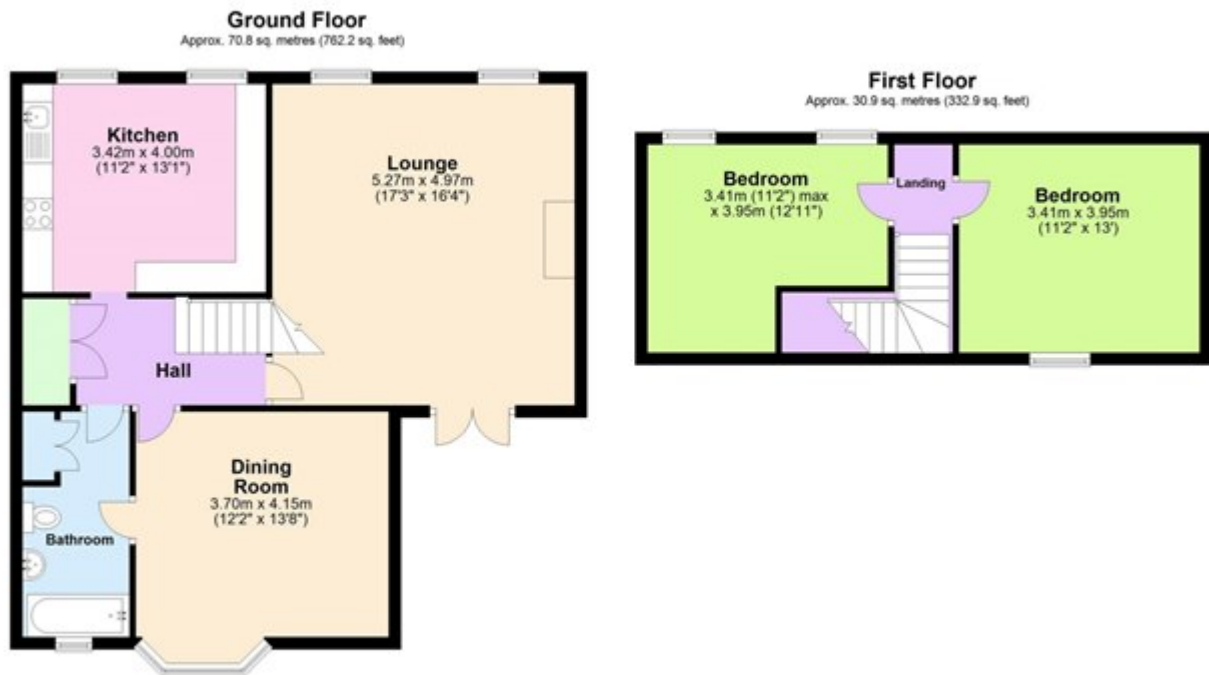 Ground Floor
Approx. 70.8 sq. metres (762.2 sq. feet)
Kitchen
3.42m x 4.00m
(11'2" x 13'1")
Lounge
5.27m x 4.97m
(17'3" x 16'4")
Hall
Dining
Room
3.70m x 4.15m
(12'2" x 13'8")
Bathroom
First Floor
Approx. 30.9 sq. metres (332.9 sq. feet)
Bedroom
3.41m (11'2") max
x 3.95m (12'11")
Landing
Bedroom
3.41m x 3.95m
(11'2" x 13')